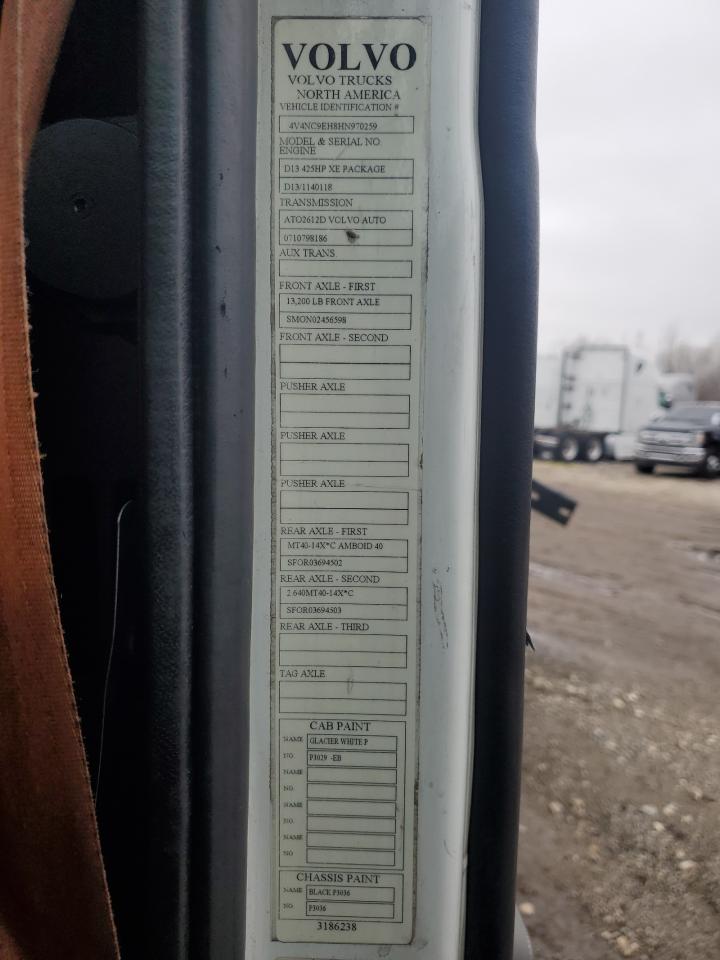 VOLVO
VOLVO TRUCKS
NORTH AMERICA
VEHICLE IDENTIFICATION #
4V4NC9EH8HN970259
MODEL & SERIAL NO.
ENGINE
D13 425HP XE PACKAGE
D13/1140118
TRANSMISSION
ATO2612D VOLVO AUTO
0710798186
AUX TRANS.
FRONT AXLE - FIRST
13,200 LB FRONT AXLE
SMON02456598
FRONT AXLE - SECOND
PUSHER AXLE
PUSHER AXLE
PUSHER AXLE
REAR AXLE - FIRST
MT40-14X*C AMBOID 40
SFOR03694502
REAR AXLE - SECOND
2.640MT40-14X*C
SFOR03694503
REAR AXLE - THIRD
TAG AXLE
CAB PAINT
NAME GLACIER WHITE P
NO. P3029 -EB
NAME
NO.
NAME
NO.
NAME
NO.
CHASSIS PAINT
NAME BLACK P3036
NO. P3036
3186238